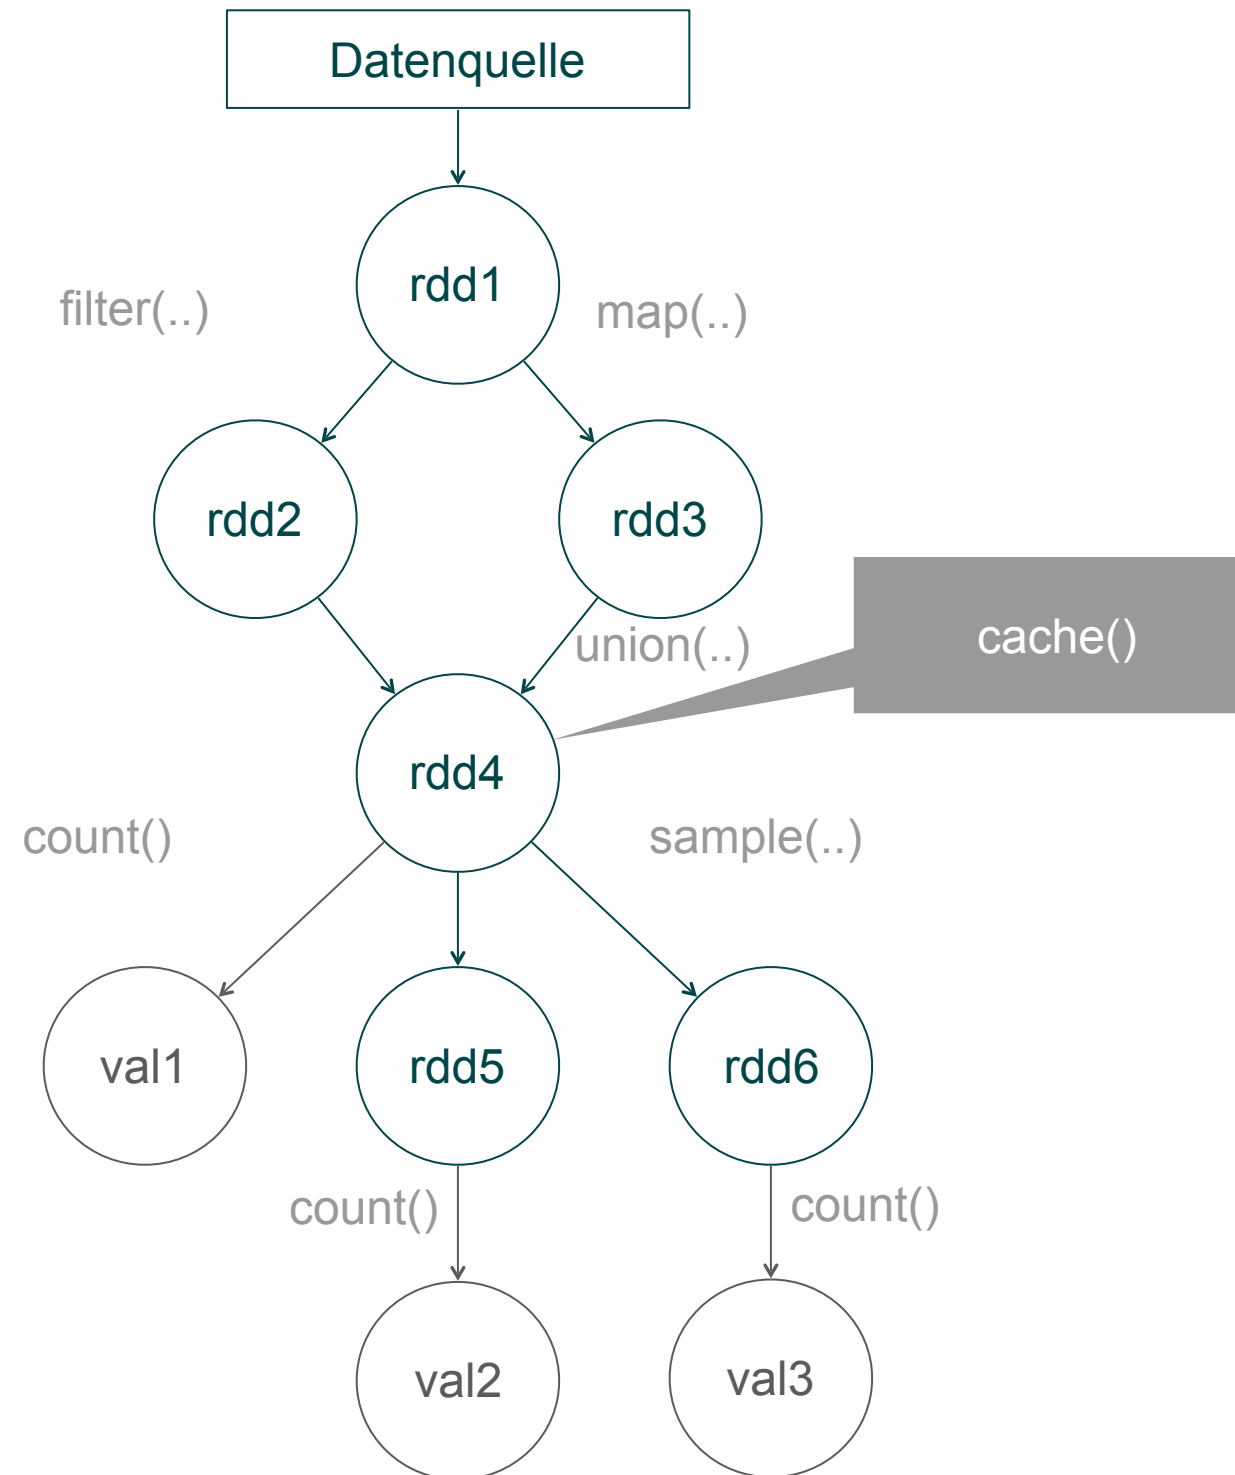 Datenquelle
rdd1
filter(..)
map(..)
rdd2
rdd3
union(..)
cache()
rdd4
count()
sample(..)
val1
rdd5
rdd6
count()
count()
val2
val3